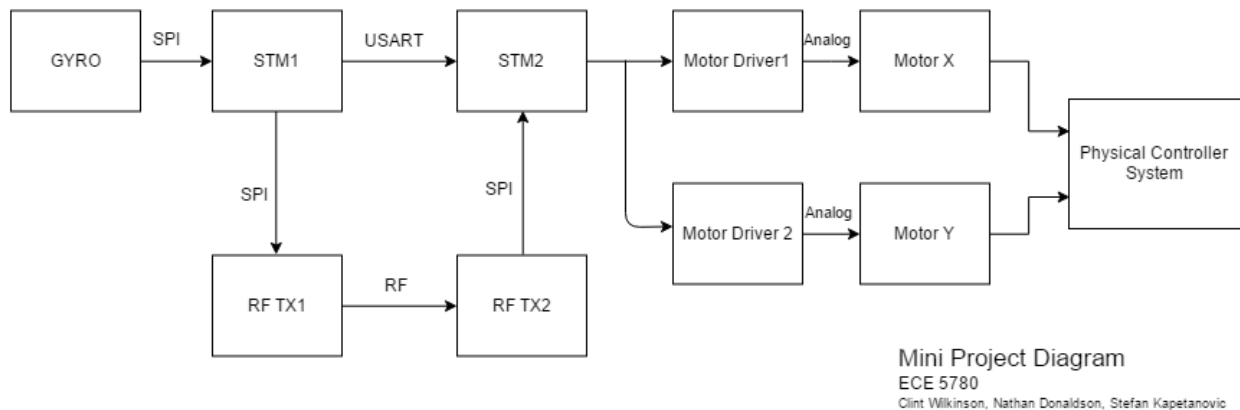 GYRO
SPI
STM1
USART
STM2
Motor Driver1
Analog
Motor X
Physical Controller
System
SPI
SPI
Motor Driver 2
Analog
Motor Y
RF TX1
RF
RF TX2
Mini Project Diagram
ECE 5780
Clint Wilkinson, Nathan Donaldson, Stefan Kapetanovic